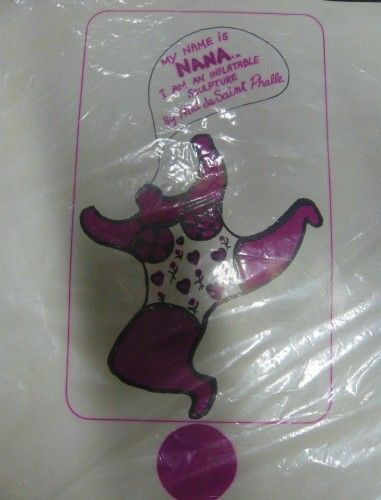 MY NAME IS
NANA...
I AM AN INFLATABLE
SCULPTURE
By Niki de Saint Phalle